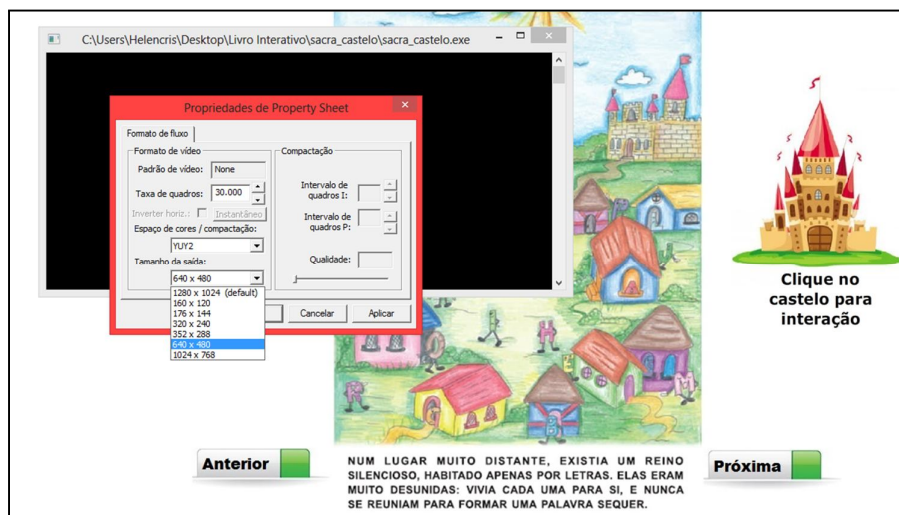 C:\Users\Helencris\Desktop\Livro Interativo\sacra_castelo\sacra_castelo.exe
Propriedades de Property Sheet
Formato de fluxo
Formato de vídeo
Padrão de vídeo: None
Taxa de quadros: 30.000
Inverter horiz.: Instantâneo
Espaço de cores / compactação:
YUY2
Tamanho da saída:
640 x 480
1280 x 1024 (default)
160 x 120
176 x 144
320 x 240
352 x 288
640 x 480
1024 x 768
Compactação
Intervalo de
quadros I:
Intervalo de
quadros P:
Qualidade:
Cancelar
Aplicar
Clique no
castelo para
interação
Anterior
NUM LUGAR MUITO DISTANTE, EXISTIA UM REINO
SILENCIOSO, HABITADO APENAS POR LETRAS. ELAS ERAM
MUITO DESUNIDAS: VIVIA CADA UMA PARA SI, E NUNCA
SE REUNIAM PARA FORMAR UMA PALAVRA SEQUER.
Próxima